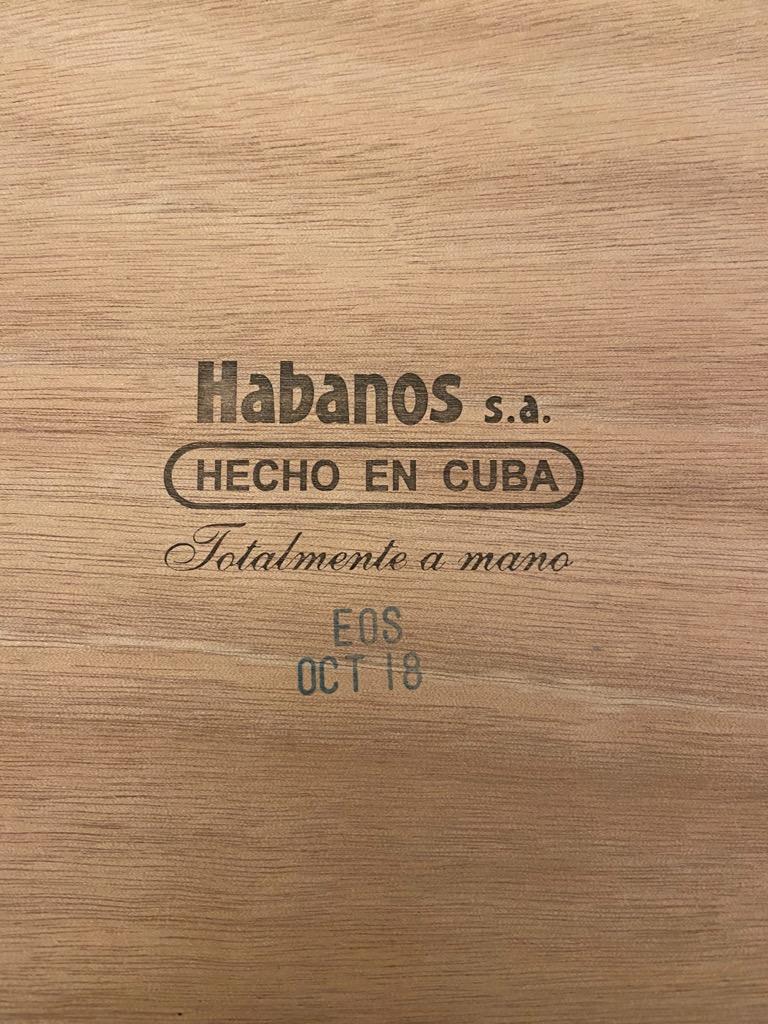 Habanos s.a.
HECHO EN CUBA
Totalmente a mano
EOS
OCT 18